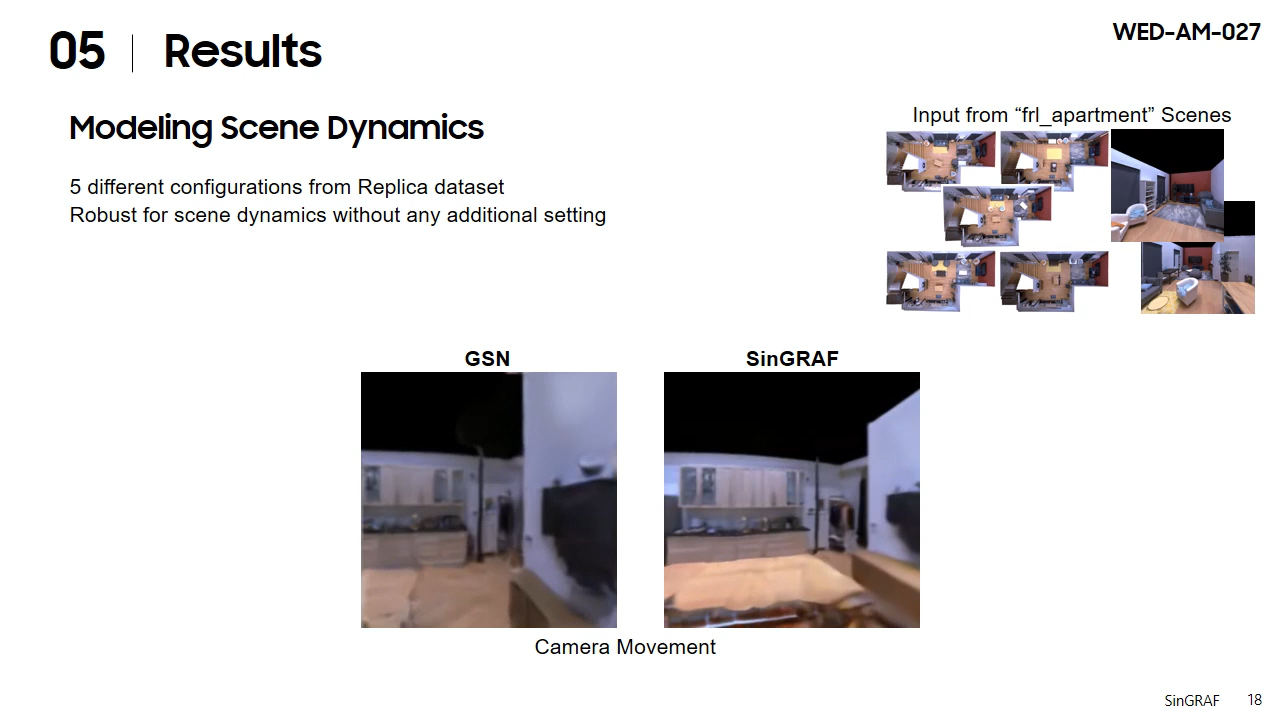 05 | Results
WED-AM-027
Modeling Scene Dynamics
5 different configurations from Replica dataset
Robust for scene dynamics without any additional setting
Input from “frl_apartment” Scenes
GSN
SinGRAF
Camera Movement
SinGRAF 18